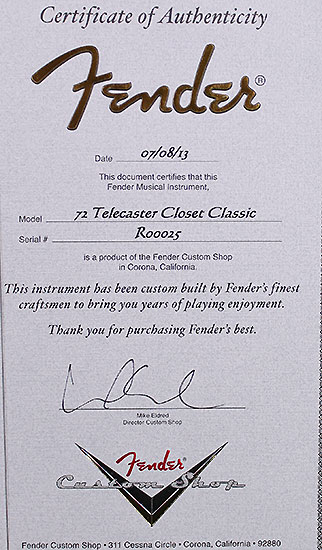 Certificate of Authenticity
Fender®
Date 07/08/13
This document certifies that this
Fender Musical Instrument,
Model 72 Telecaster Closet Classic
Serial # R00025
is a product of the Fender Custom Shop
in Corona, California.
This instrument has been custom built by Fender's finest
craftsmen to bring you years of playing enjoyment.
Thank you for purchasing Fender's best.
Mike Eldred
Director Custom Shop
Fender
Custom Shop
Fender Custom Shop • 311 Cessna Circle • Corona, California • 92880